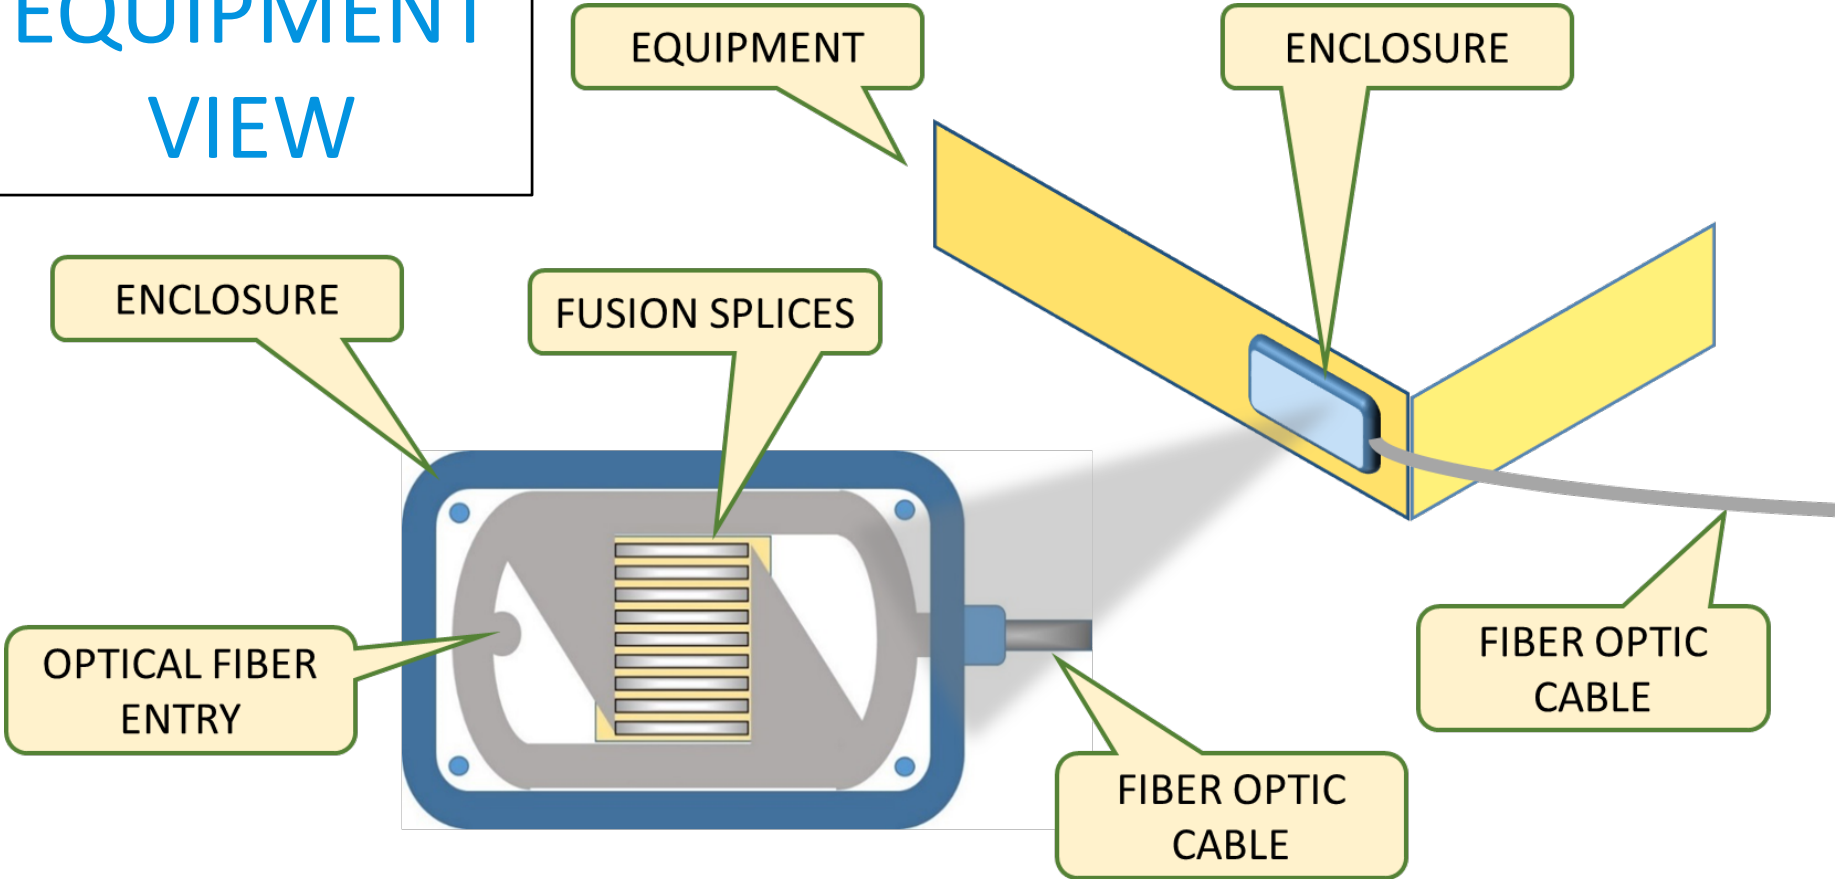 EQUIPMENT
VIEW
EQUIPMENT
ENCLOSURE
ENCLOSURE
FUSION SPLICES
OPTICAL FIBER
ENTRY
FIBER OPTIC
CABLE
FIBER OPTIC
CABLE